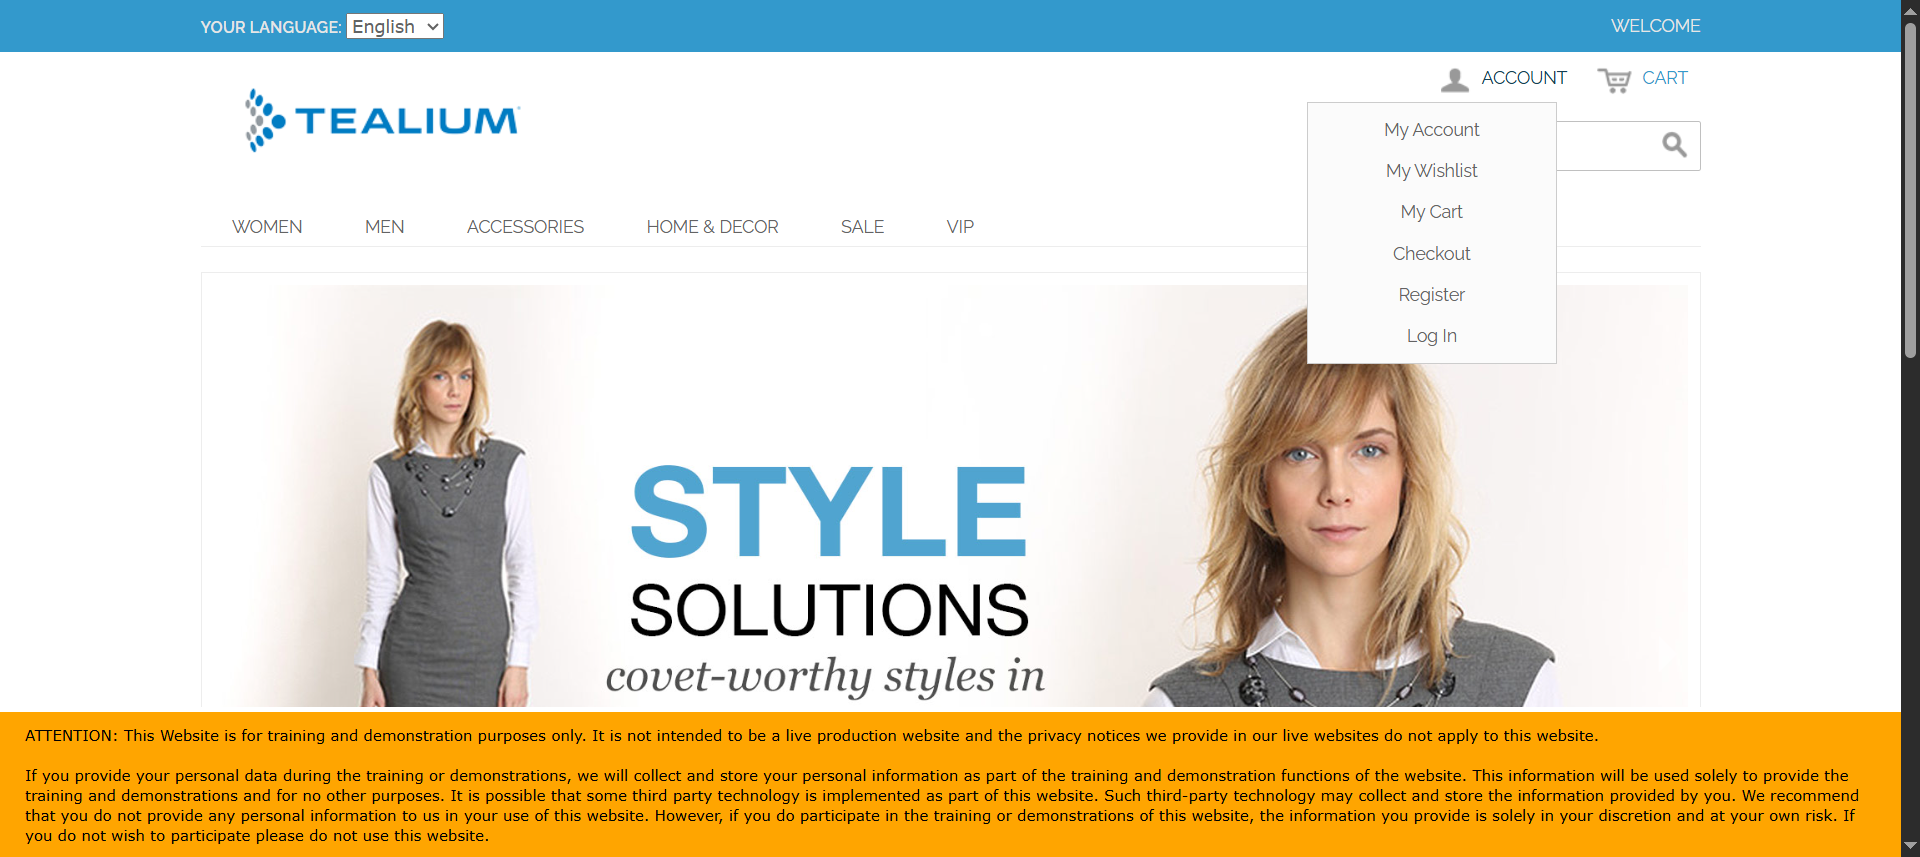 YOUR LANGUAGE: English
WELCOME
ACCOUNT
CART
TEALIUM
My Account
My Wishlist
My Cart
Checkout
Register
Log In
WOMEN
MEN
ACCESSORIES
HOME & DECOR
SALE
VIP
STYLE
SOLUTIONS
covet-worthy styles in
ATTENTION: This Website is for training and demonstration purposes only. It is not intended to be a live production website and the privacy notices we provide in our live websites do not apply to this website.
If you provide your personal data during the training or demonstrations, we will collect and store your personal information as part of the training and demonstration functions of the website. This information will be used solely to provide the
training and demonstrations and for no other purposes. It is possible that some third party technology is implemented as part of this website. Such third-party technology may collect and store the information provided by you. We recommend
that you do not provide any personal information to us in your use of this website. However, if you do participate in the training or demonstrations of this website, the information you provide is solely in your discretion and at your own risk. If
you do not wish to participate please do not use this website.